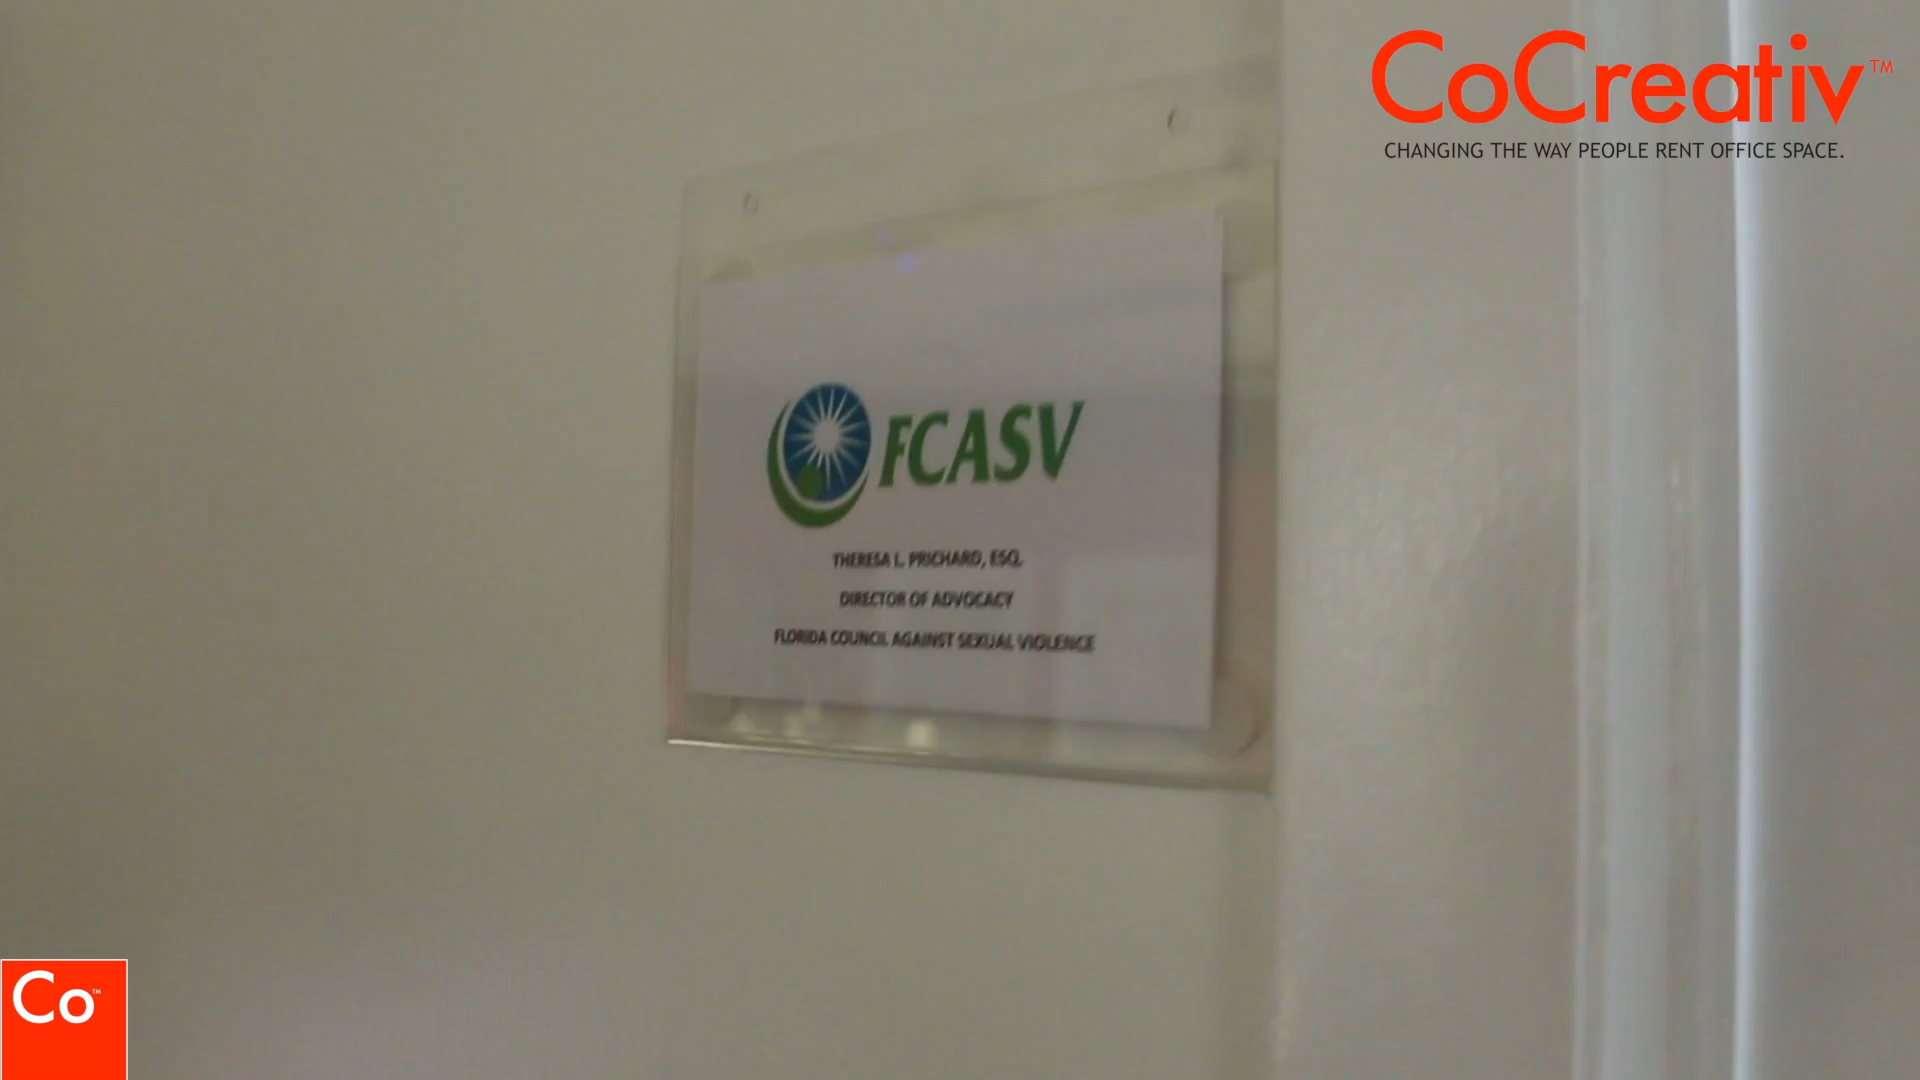 CoCreativ™
CHANGING THE WAY PEOPLE RENT OFFICE SPACE.
FCASV
THERESA L. PRICHARD, ESQ.
DIRECTOR OF ADVOCACY
FLORIDA COUNCIL AGAINST SEXUAL VIOLENCE
Co™